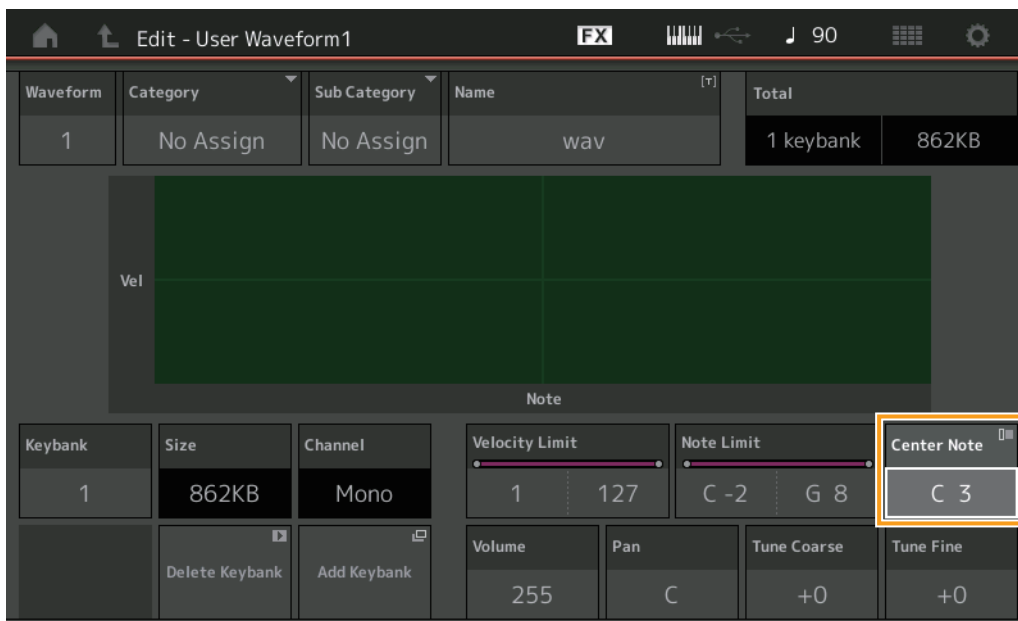 Edit - User Waveform1 FX ♩ 90
Waveform Category Sub Category Name [T] Total
1 No Assign No Assign wav 1 keybank 862KB
Vel
Note
Keybank Size Channel Velocity Limit Note Limit Center Note
1 862KB Mono 1 127 C -2 G 8 C 3
Delete Keybank Add Keybank Volume Pan Tune Coarse Tune Fine
255 C +0 +0